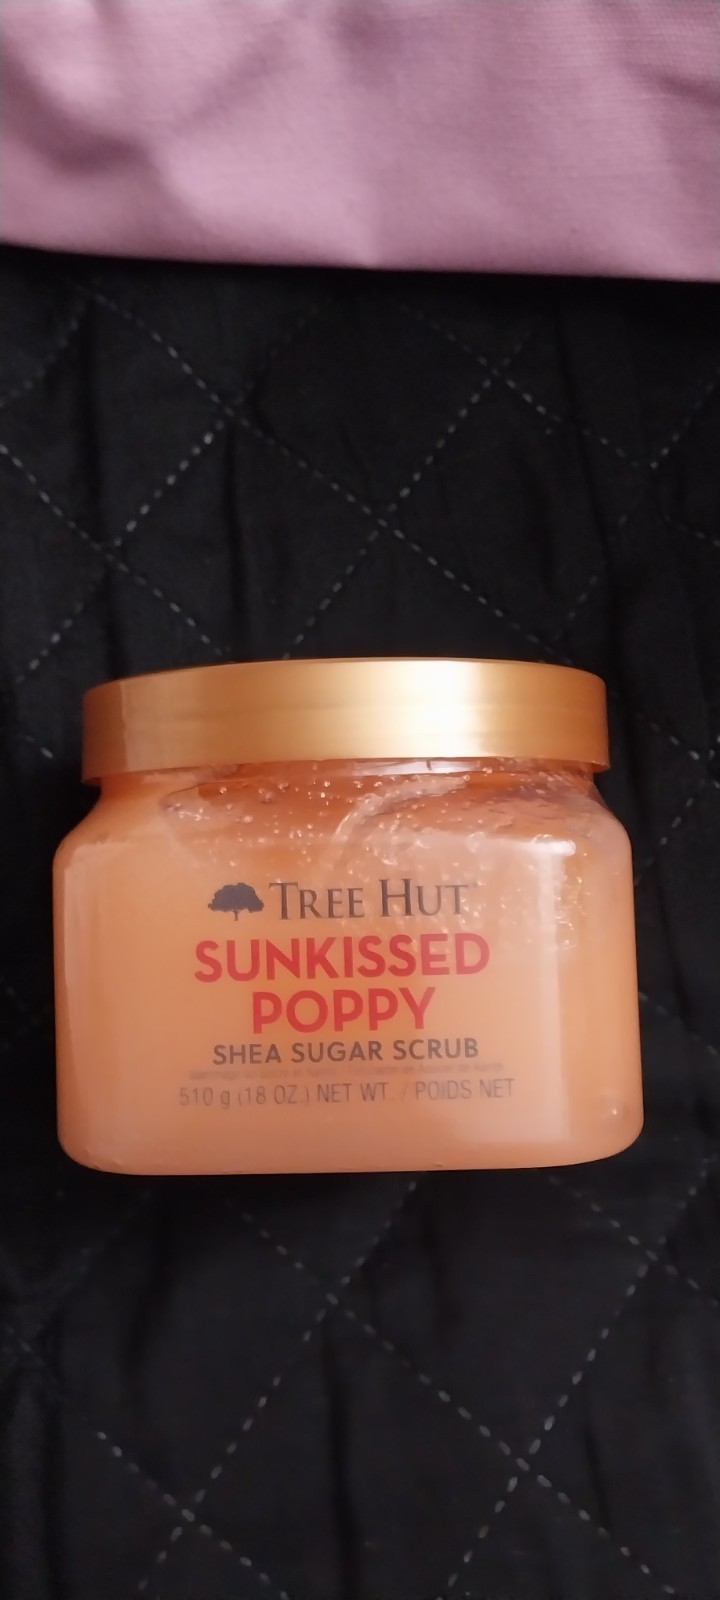 TREE HUT
SUNKISSED
POPPY
SHEA SUGAR SCRUB
510 g (18 OZ.) NET WT. / POIDS NET